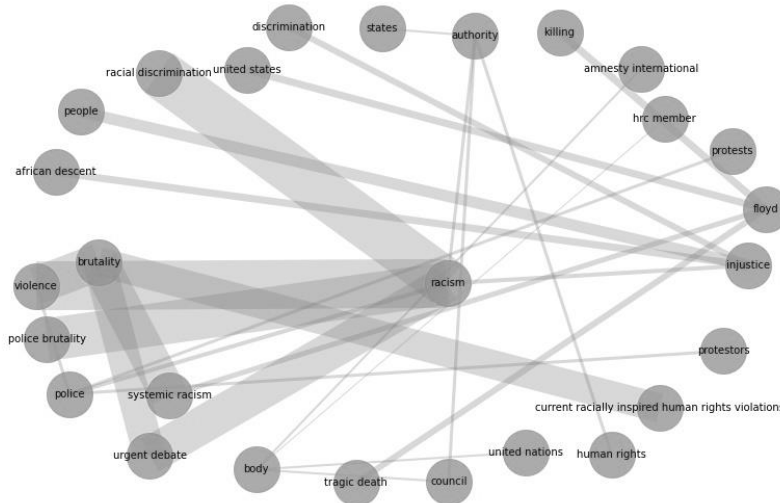 discrimination
states
authority
killing
amnesty international
racial discrimination
united states
people
hrc member
protests
african descent
floyd
brutality
injustice
violence
racism
police brutality
protestors
police
systemic racism
current racially inspired human rights violations
urgent debate
body
united nations
human rights
tragic death
council